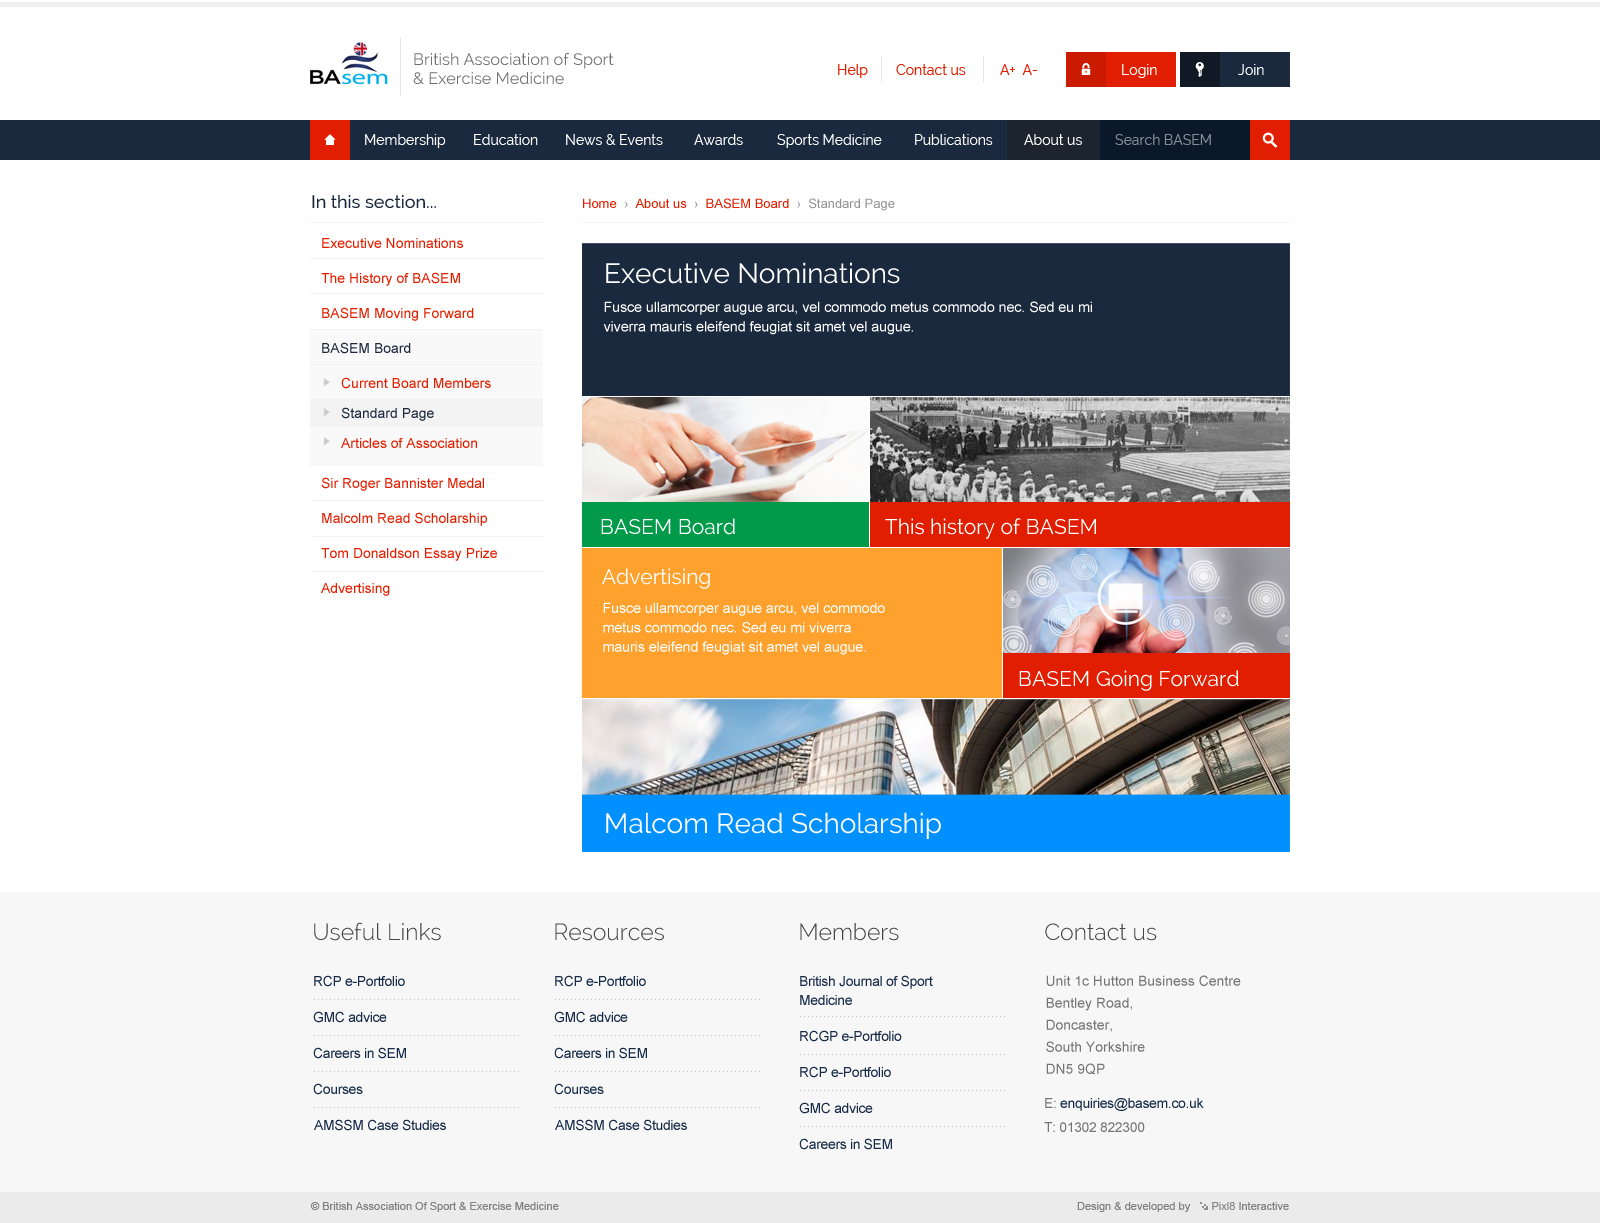 BAsem
British Association of Sport
& Exercise Medicine
Help
Contact us
A+ A-
Login
Join
Membership
Education
News & Events
Awards
Sports Medicine
Publications
About us
Search BASEM
In this section...
Executive Nominations
The History of BASEM
BASEM Moving Forward
BASEM Board
Current Board Members
Standard Page
Articles of Association
Sir Roger Bannister Medal
Malcolm Read Scholarship
Tom Donaldson Essay Prize
Advertising
Home › About us › BASEM Board › Standard Page
Executive Nominations
Fusce ullamcorper augue arcu, vel commodo metus commodo nec. Sed eu mi
viverra mauris eleifend feugiat sit amet vel augue.
BASEM Board
This history of BASEM
Advertising
Fusce ullamcorper augue arcu, vel commodo
metus commodo nec. Sed eu mi viverra
mauris eleifend feugiat sit amet vel augue.
BASEM Going Forward
Malcom Read Scholarship
Useful Links
RCP e-Portfolio
GMC advice
Careers in SEM
Courses
AMSSM Case Studies
Resources
RCP e-Portfolio
GMC advice
Careers in SEM
Courses
AMSSM Case Studies
Members
British Journal of Sport
Medicine
RCGP e-Portfolio
RCP e-Portfolio
GMC advice
Careers in SEM
Contact us
Unit 1c Hutton Business Centre
Bentley Road,
Doncaster,
South Yorkshire
DN5 9QP
E: enquiries@basem.co.uk
T: 01302 822300
© British Association Of Sport & Exercise Medicine
Design & developed by Pixl8 Interactive